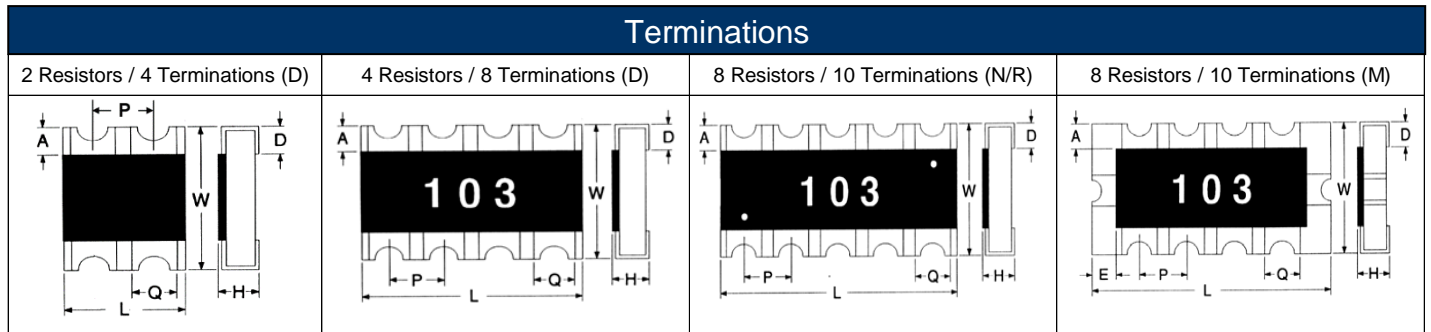 Terminations
2 Resistors / 4 Terminations (D)
4 Resistors / 8 Terminations (D)
8 Resistors / 10 Terminations (N/R)
8 Resistors / 10 Terminations (M)
P
A
D
W
Q
H
L
A
D
103
W
P
Q
H
L
A
D
103
W
P
Q
H
L
A
D
103
W
E
P
Q
H
L